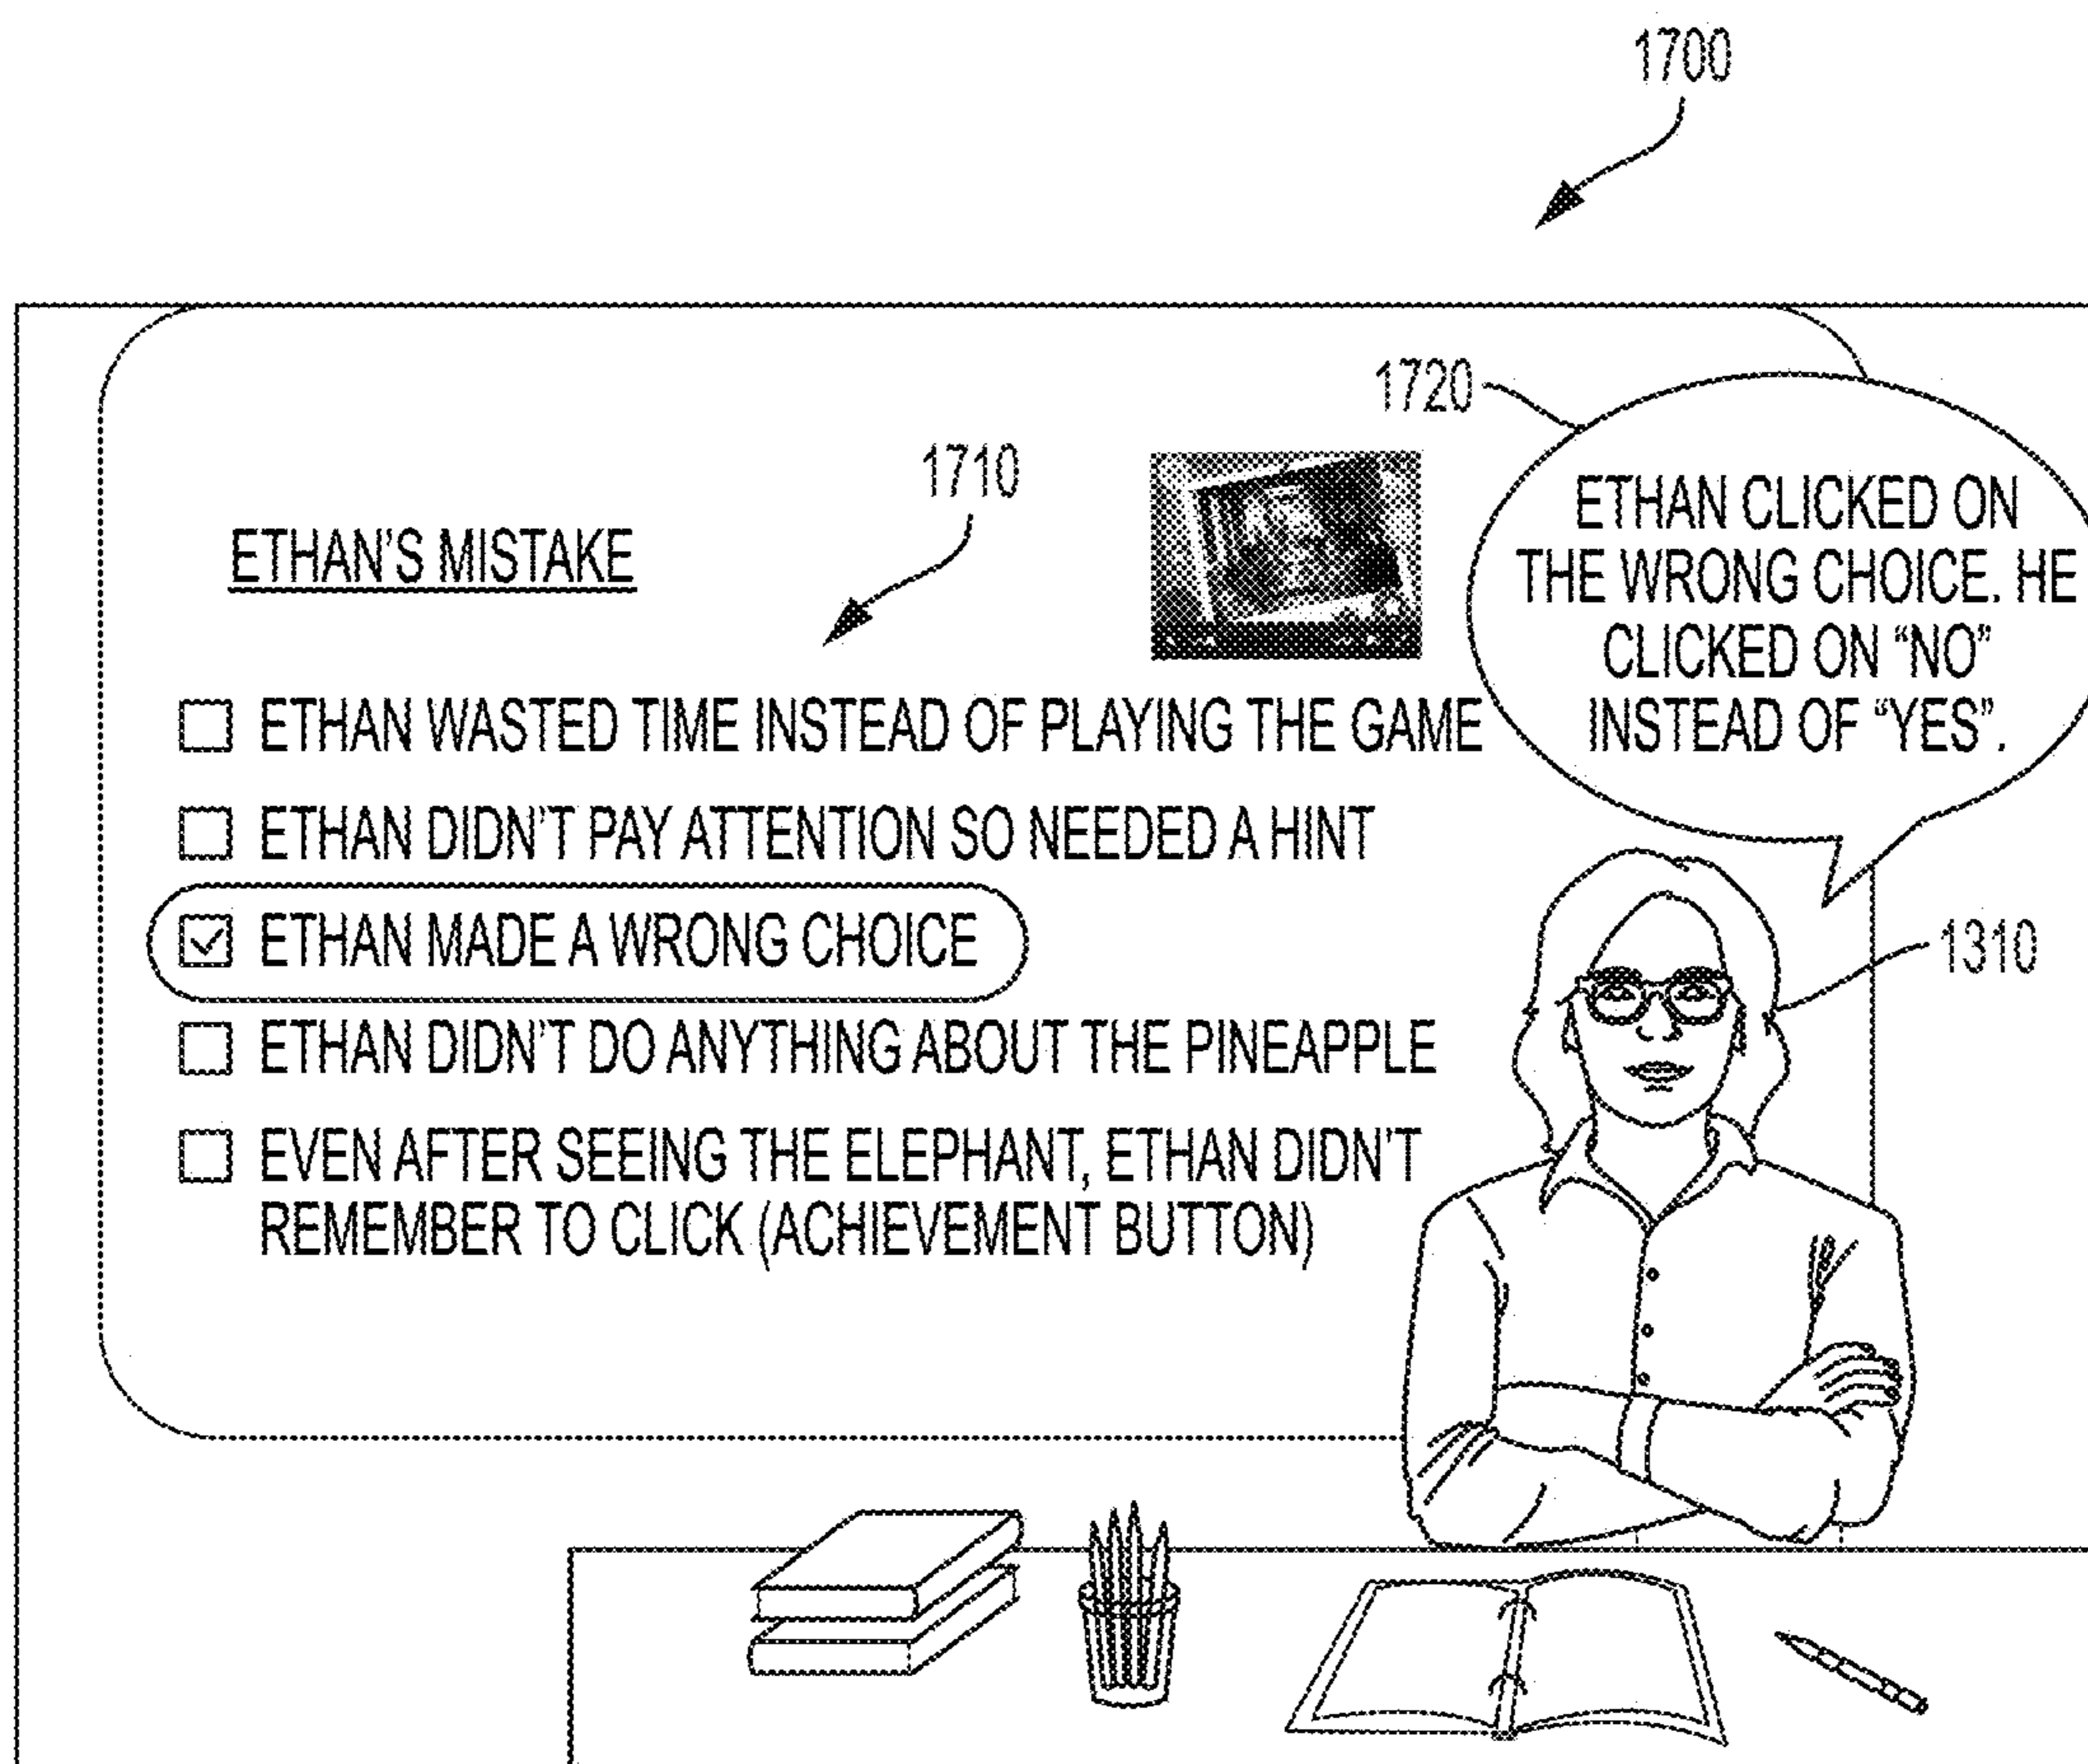 1700
1720
1710
ETHAN'S MISTAKE
ETHAN CLICKED ON
THE WRONG CHOICE. HE
CLICKED ON "NO"
INSTEAD OF "YES".
ETHAN WASTED TIME INSTEAD OF PLAYING THE GAME
ETHAN DIDN'T PAY ATTENTION SO NEEDED A HINT
ETHAN MADE A WRONG CHOICE
1310
ETHAN DIDN'T DO ANYTHING ABOUT THE PINEAPPLE
EVEN AFTER SEEING THE ELEPHANT, ETHAN DIDN'T
REMEMBER TO CLICK (ACHIEVEMENT BUTTON)